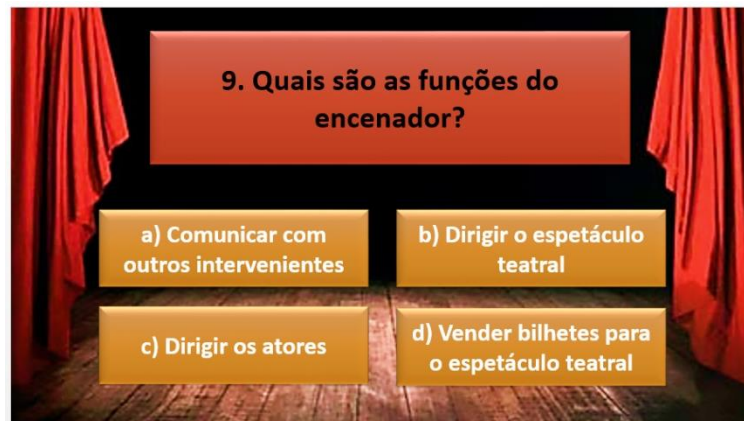 9. Quais são as funções do
encenador?
a) Comunicar com
outros intervenientes
b) Dirigir o espetáculo
teatral
c) Dirigir os atores
d) Vender bilhetes para
o espetáculo teatral